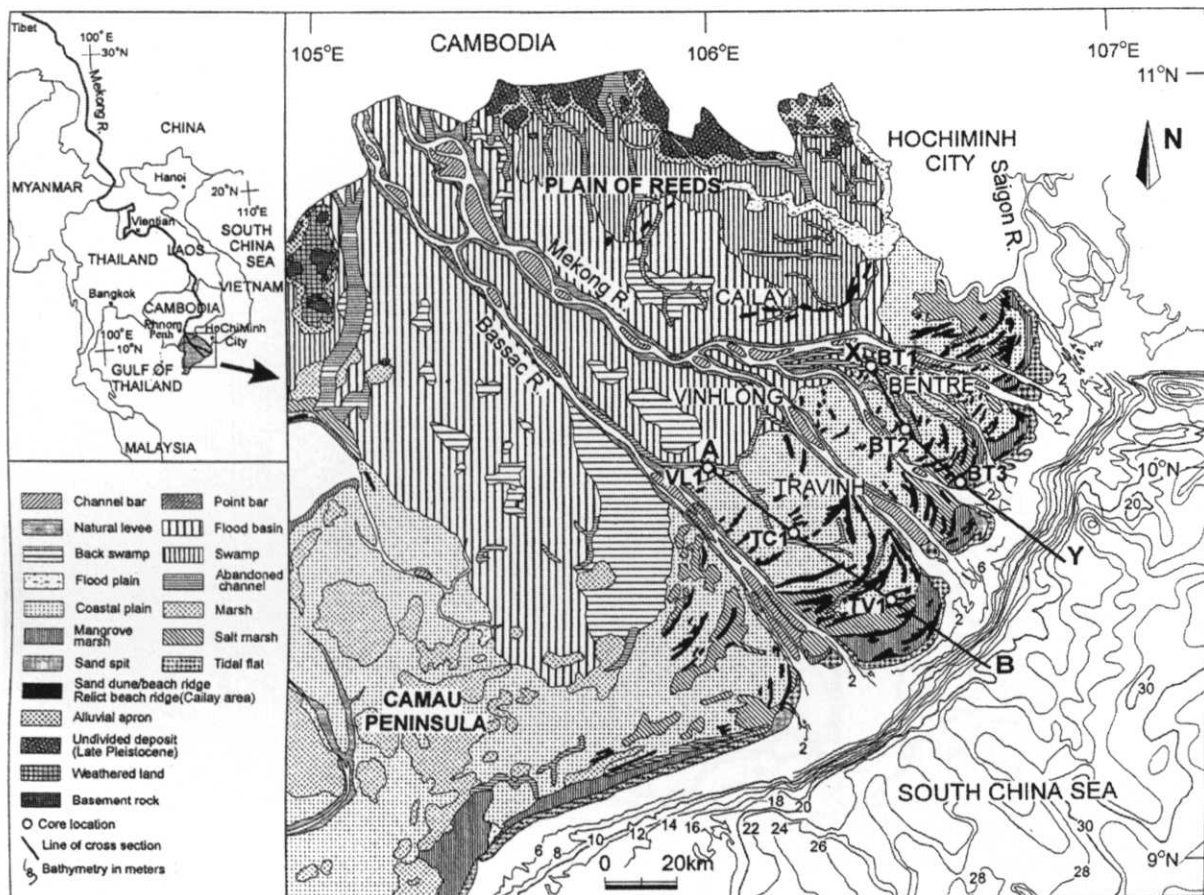 Tibet
100°E
30°N
Mekong R.
CHINA
MYANMAR
Hanoi
20°N
110°E
Vientian
LAOS
SOUTH
CHINA
SEA
THAILAND
VIETNAM
Bangkok
CAMBODIA
Phnom
Penh
HoChiMinh
City
100°E
10°N
GULF OF
THAILAND
MALAYSIA
Channel bar
Point bar
Natural levee
Flood basin
Back swamp
Swamp
Flood plain
Abandoned
channel
Coastal plain
Marsh
Mangrove
marsh
Salt marsh
Sand spit
Tidal flat
Sand dune/beach ridge
Relict beach ridge(Cailay area)
Alluvial apron
Undivided deposit
(Late Pleistocene)
Weathered land
Basement rock
Core location
Line of cross section
8
Bathymetry in meters
105°E
CAMBODIA
106°E
107°E
11°N
HOCHIMINH
CITY
N
Saigon R.
PLAIN OF REEDS
Mekong R.
CAILAY
Bassac R.
X
BT1
BENTRE
2
VINHLONG
BT2
BT3
10°N
A
VL1
2
20
TRAVINH
TC1
6
Y
TV1
2
B
2
30
CAMAU
PENINSULA
2
SOUTH CHINA SEA
18
20
6
8
10
12
14
16
22
24
26
30
28
28
9°N
0
20km